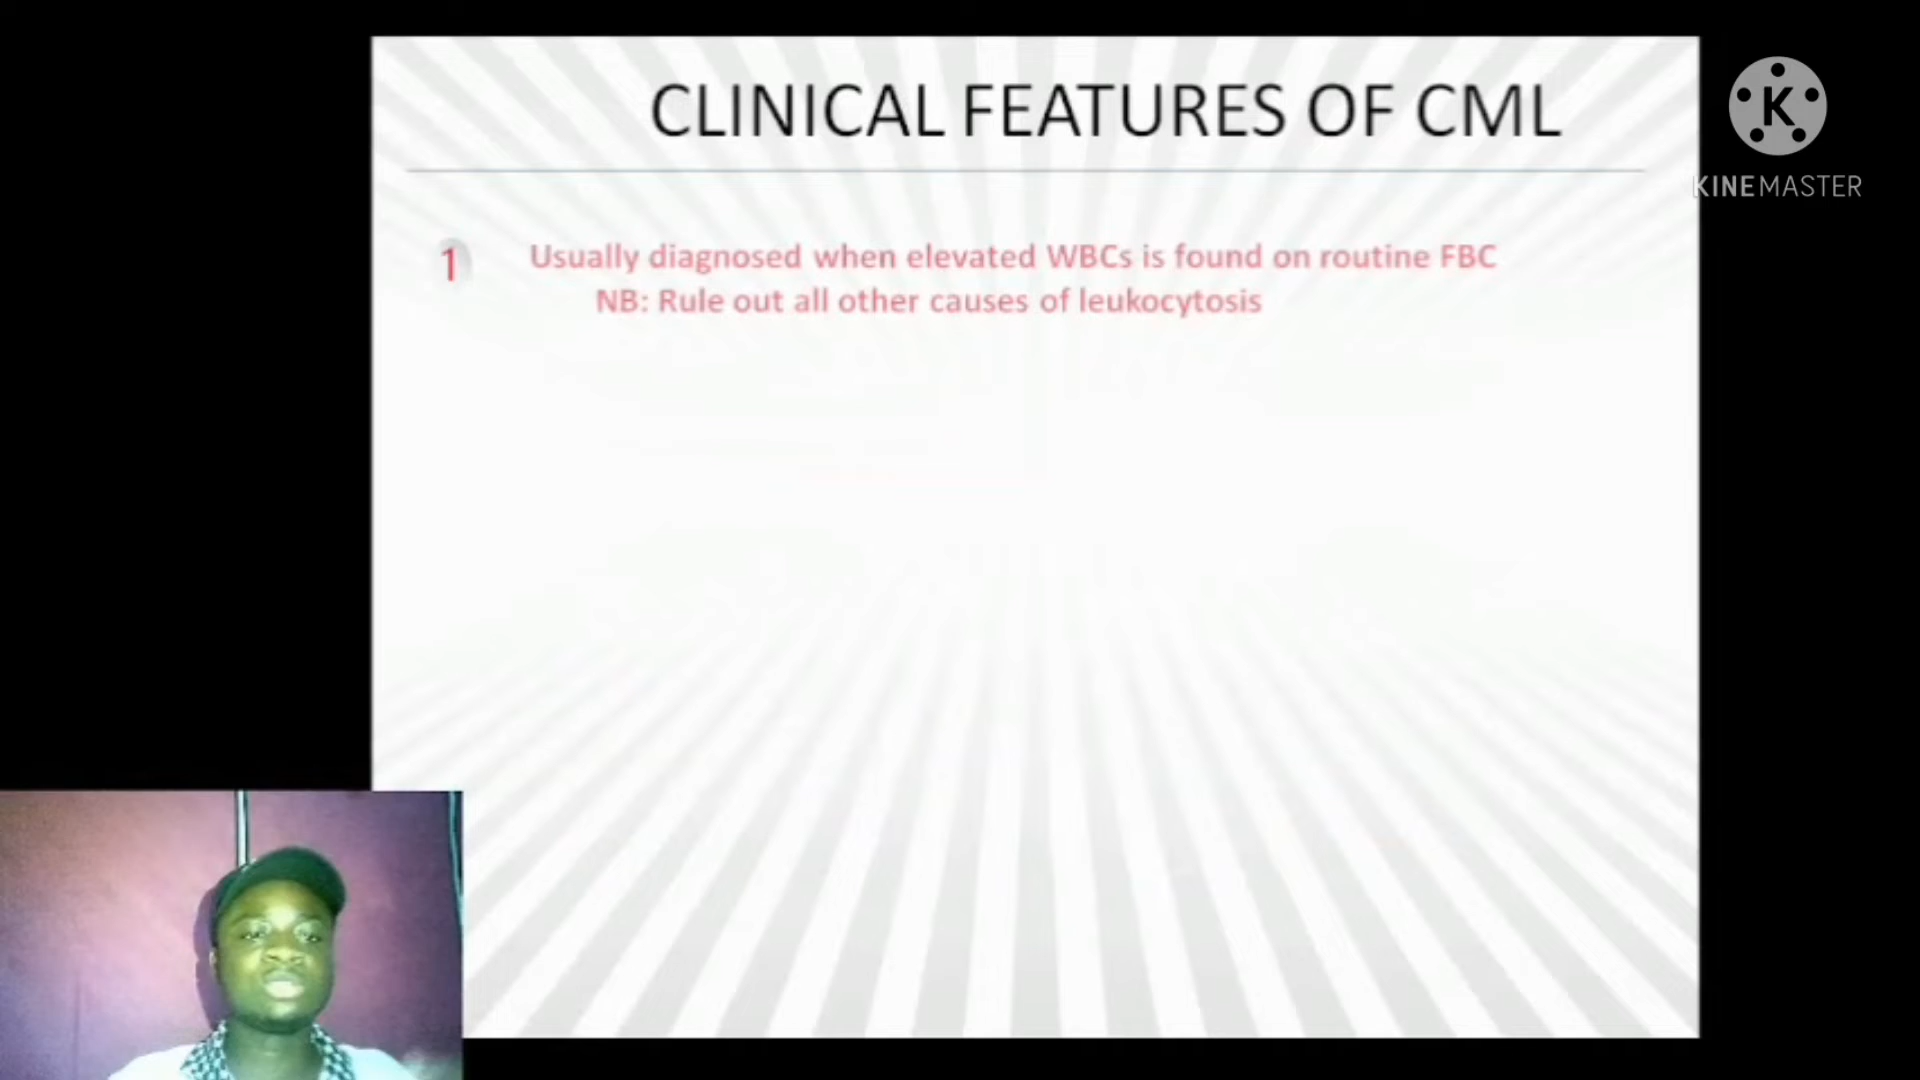 CLINICAL FEATURES OF CML
K
KINEMASTER
1 Usually diagnosed when elevated WBCs is found on routine FBC
NB: Rule out all other causes of leukocytosis